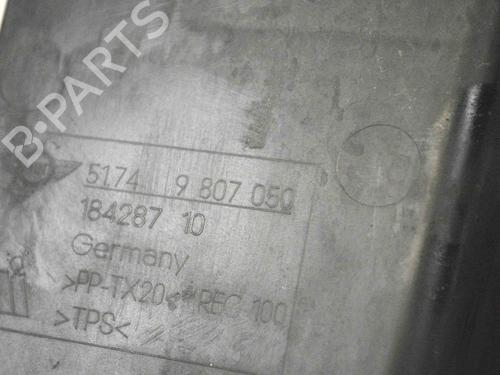 B-PARTS
5174 9 807 050
184287 10
Germany
>PP-TX20<*REC 100
>TPS<